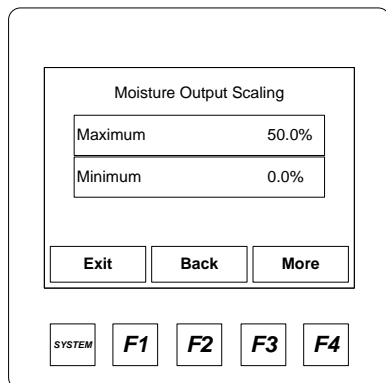 Moisture Output Scaling
Maximum 50.0%
Minimum 0.0%
Exit Back More
SYSTEM F1 F2 F3 F4